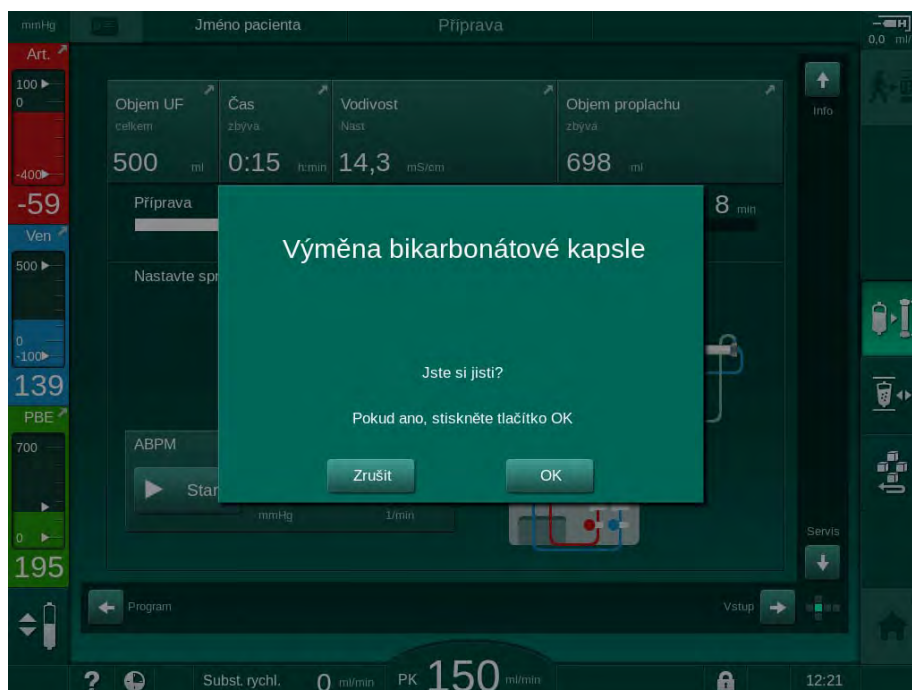 mmHg
Jméno pacienta
Příprava
0,0 ml/
Art.
100
0
-400
-59
Ven
500
0
-100
139
PBE
700
0
195
Objem UF
celkem
500 ml
Čas
zbývá
0:15 h:min
Vodivost
Nast
14,3 mS/cm
Objem proplachu
zbývá
698 ml
Info
Příprava
8 min
Nastavte spr
Výměna bikarbonátové kapsle
Jste si jisti?
Pokud ano, stiskněte tlačítko OK
Zrušit
OK
ABPM
Star
mmHg
1/min
Servis
Program
Vstup
? Subst. rychl. 0 ml/min PK 150 ml/min 12:21